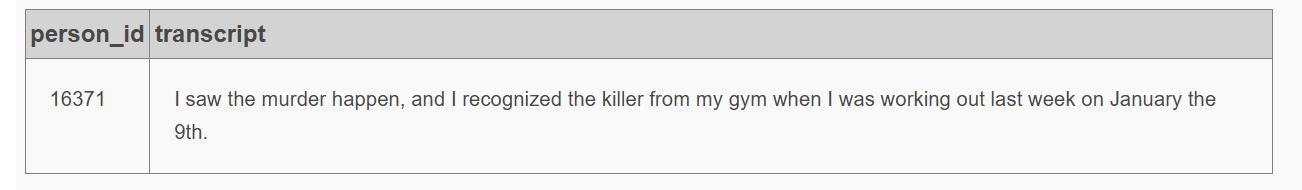 person_id transcript
16371 I saw the murder happen, and I recognized the killer from my gym when I was working out last week on January the
9th.